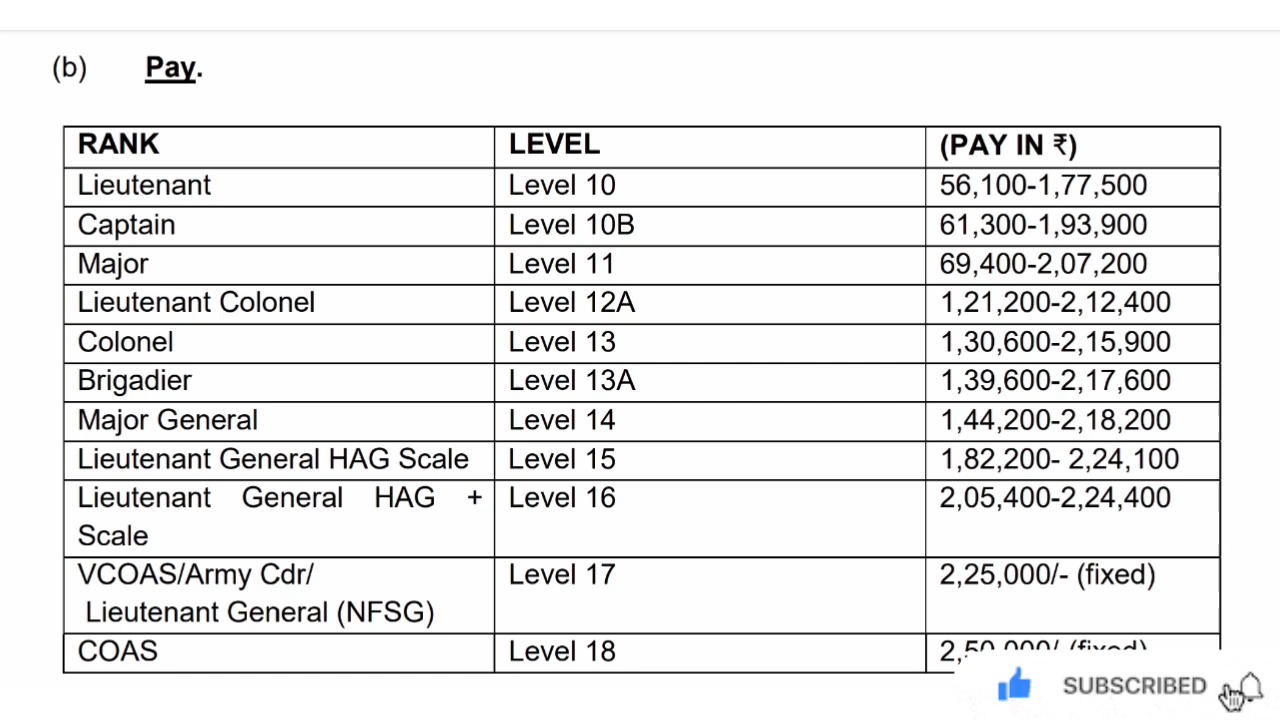 (b) Pay.
RANK LEVEL (PAY IN ₹)
Lieutenant Level 10 56,100-1,77,500
Captain Level 10B 61,300-1,93,900
Major Level 11 69,400-2,07,200
Lieutenant Colonel Level 12A 1,21,200-2,12,400
Colonel Level 13 1,30,600-2,15,900
Brigadier Level 13A 1,39,600-2,17,600
Major General Level 14 1,44,200-2,18,200
Lieutenant General HAG Scale Level 15 1,82,200- 2,24,100
Lieutenant General HAG + Level 16 2,05,400-2,24,400
Scale
VCOAS/Army Cdr/ Level 17 2,25,000/- (fixed)
Lieutenant General (NFSG)
COAS Level 18
SUBSCRIBED